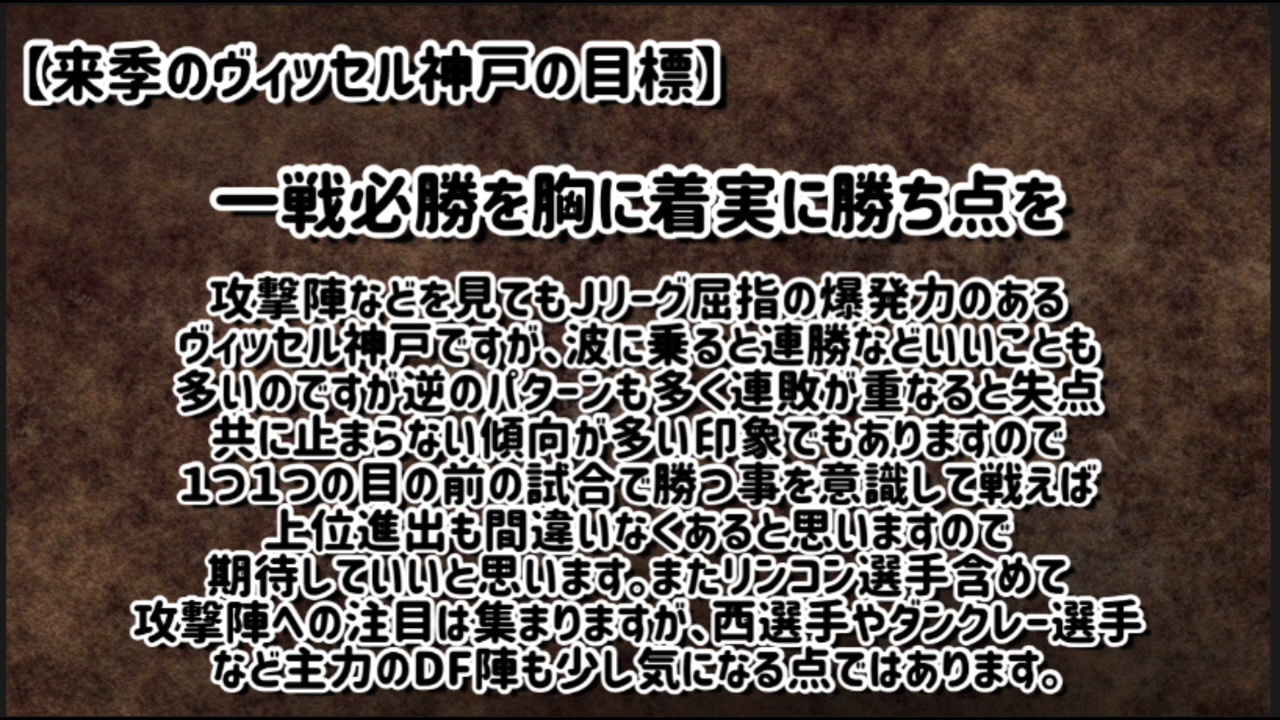 【来季のヴィッセル神戸の目標】
一戦必勝を胸に着実に勝ち点を
攻撃陣などを見てもJリーグ屈指の爆発力のある
ヴィッセル神戸ですが、波に乗ると連勝などいいことも
多いのですが逆のパターンも多く連敗が重なると失点
共に止まらない傾向が多い印象でもありますので
1つ1つの目の前の試合で勝つ事を意識して戦えば
上位進出も間違いなくあると思いますので
期待していいと思います。またリンコン選手含めて
攻撃陣への注目は集まりますが、西選手やダンクレー選手
など主力のDF陣も少し気になる点ではあります。